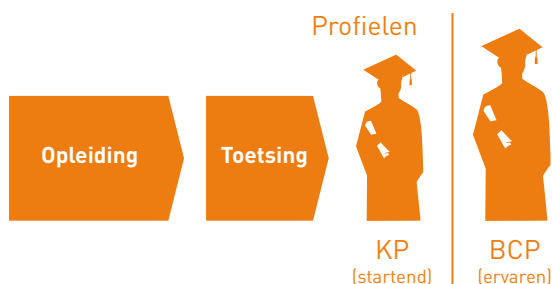 Profielen
Opleiding
Toetsing
KP
(startend)
BCP
(ervaren)